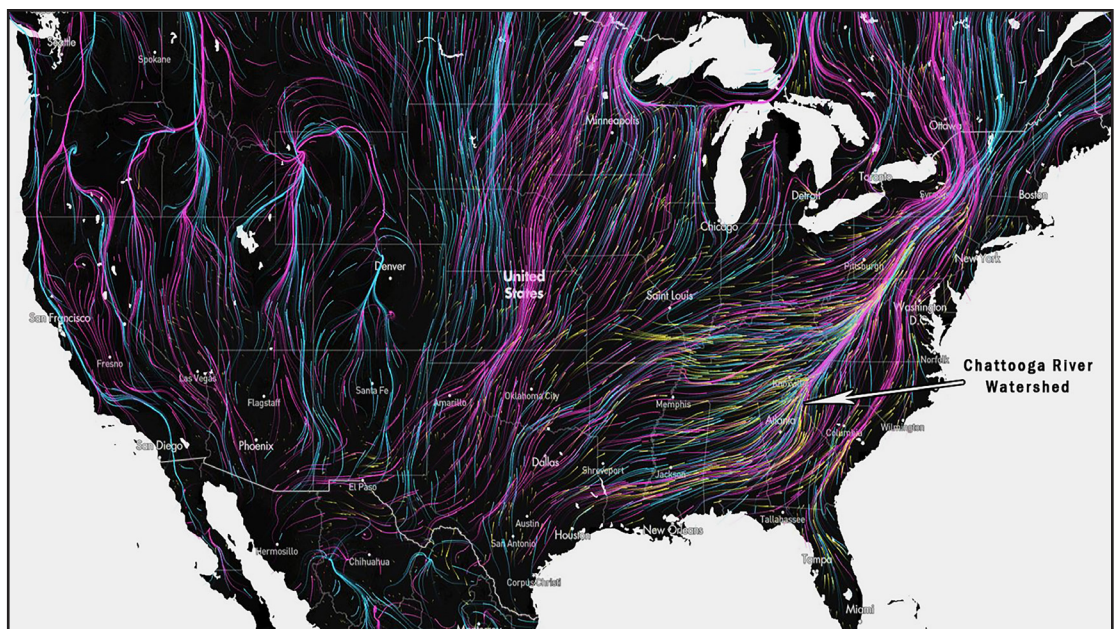 Seattle
Spokane
Minneapolis
Ottawa
Toronto
Detroit
Boston
Chicago
New York
Pittsburgh
Denver
United
States
Saint Louis
Washington
D.C.
San Francisco
Norfolk
Chattooga River
Watershed
Fresno
Las Vegas
Knoxville
Flagstaff
Santa Fe
Amarillo
Oklahoma City
Memphis
Atlanta
Columbia
Wilmington
San Diego
Phoenix
Dallas
Shreveport
Jackson
El Paso
Austin
Houston
New Orleans
Tallahassee
San Antonio
Hermosillo
Chihuahua
Tampa
Corpus Christi
Miami
Monterrey